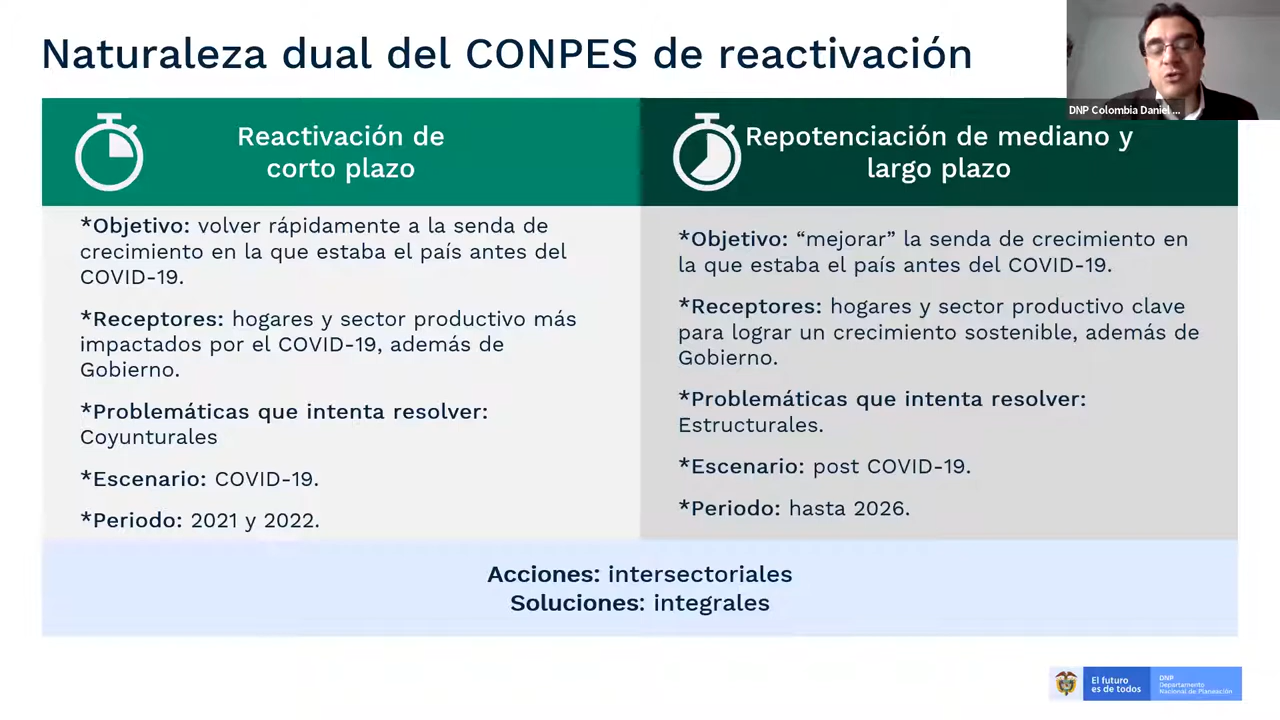 Naturaleza dual del CONPES de reactivación
DNP Colombia Daniel ...
Reactivación de
corto plazo
*Objetivo: volver rápidamente a la senda de
crecimiento en la que estaba el país antes del
COVID-19.
*Receptores: hogares y sector productivo más
impactados por el COVID-19, además de
Gobierno.
*Problemáticas que intenta resolver:
Coyunturales
*Escenario: COVID-19.
*Periodo: 2021 y 2022.
Repotenciación de mediano y
largo plazo
*Objetivo: “mejorar” la senda de crecimiento en
la que estaba el país antes del COVID-19.
*Receptores: hogares y sector productivo clave
para lograr un crecimiento sostenible, además de
Gobierno.
*Problemáticas que intenta resolver:
Estructurales.
*Escenario: post COVID-19.
*Periodo: hasta 2026.
Acciones: intersectoriales
Soluciones: integrales
El futuro
es de todos
DNP
Departamento
Nacional de Planeación